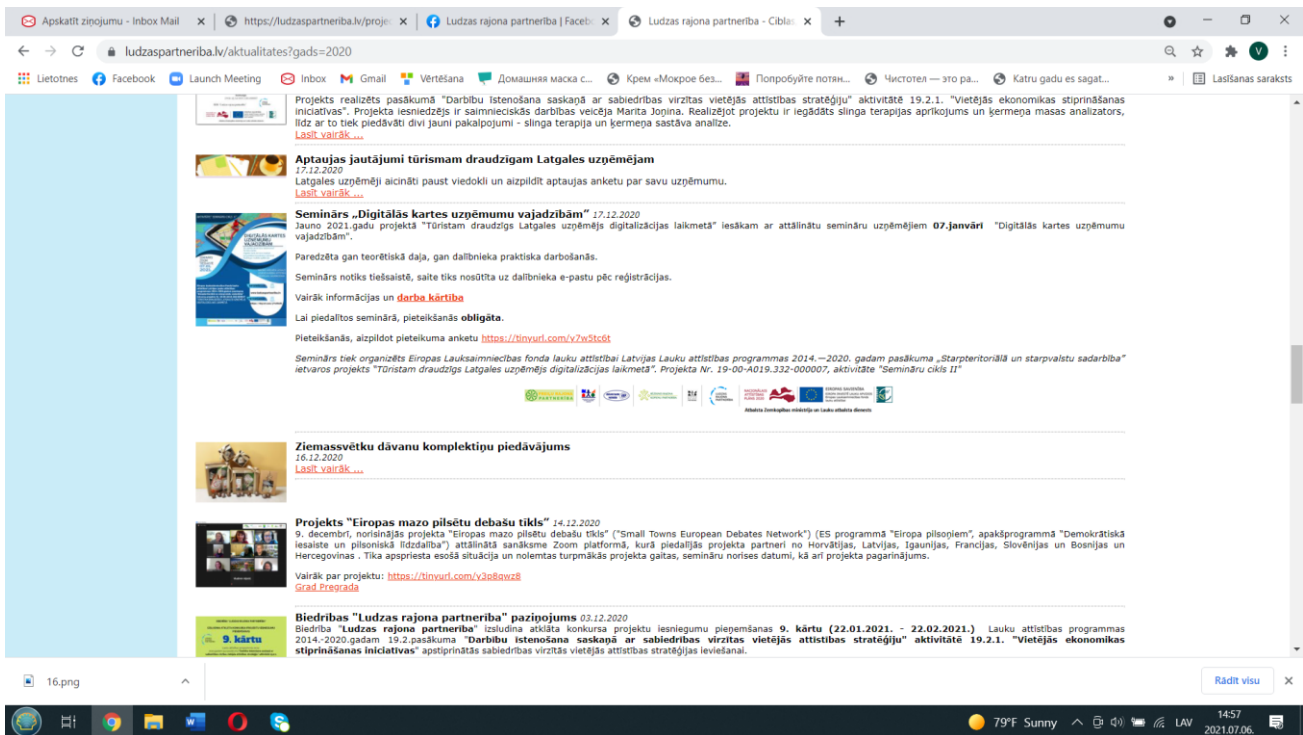 Apskatīt ziņojumu - Inbox Mail
https://ludzaspartneriba.lv/proje
Ludzas rajona partnerība | Facebo
Ludzas rajona partnerība - Ciblas
ludzaspartneriba.lv/aktualitates?gads=2020
Lietotnes
Facebook
Launch Meeting
Inbox
Gmail
Vērtēšana
Домашняя маска с...
Крем «Мокрое без...
Попробуйте потян...
Чистотел — это ра...
Katru gadu es sagat...
»
Lasīšanas saraksts
Projekts realizēts pasākumā "Darbību īstenošana saskaņā ar sabiedrības virzītas vietējās attīstības stratēģiju" aktivitātē 19.2.1. "Vietējās ekonomikas stiprināšanas
iniciatīvas". Projekta iesniedzējs ir saimnieciskās darbības veicēja Marita Joņina. Realizējot projektu ir iegādāts slinga terapijas aprīkojums un ķermeņa masas analizators,
līdz ar to tiek piedāvāti divi jauni pakalpojumi - slinga terapija un ķermeņa sastāva analīze.
Lasīt vairāk ...
Aptaujas jautājumi tūrismam draudzīgam Latgales uzņēmējam
17.12.2020
Latgales uzņēmēji aicināti paust viedokli un aizpildīt aptaujas anketu par savu uzņēmumu.
Lasīt vairāk ...
Seminārs „Digitālās kartes uzņēmumu vajadzībām” 17.12.2020
Jauno 2021.gadu projektā “Tūristam draudzīgs Latgales uzņēmējs digitalizācijas laikmetā” iesākam ar attālinātu semināru uzņēmējiem 07.janvārī “Digitālās kartes uzņēmumu
vajadzībām”.
Paredzēta gan teorētiskā daļa, gan dalībnieka praktiska darbošanās.
Seminārs notiks tiešsaistē, saite tiks nosūtīta uz dalībnieka e-pastu pēc reģistrācijas.
Vairāk informācijas un darba kārtība
Lai piedalītos seminārā, pieteikšanās obligāta.
Pieteikšanās, aizpildot pieteikuma anketu https://tinyurl.com/y7w5tc6t
Seminārs tiek organizēts Eiropas Lauksaimniecības fonda lauku attīstībai Latvijas Lauku attīstības programmas 2014.—2020. gadam pasākuma „Starpteritoriālā un starpvalstu sadarbība”
ietvaros projekts “Tūristam draudzīgs Latgales uzņēmējs digitalizācijas laikmetā”. Projekta Nr. 19-00-A019.332-000007, aktivitāte “Semināru cikls II”
Atbalsta Zemkopības ministrija un Lauku atbalsta dienests
Ziemassvētku dāvanu komplektiņu piedāvājums
16.12.2020
Lasīt vairāk ...
Projekts “Eiropas mazo pilsētu debašu tīkls” 14.12.2020
9. decembrī, norisinājās projekta “Eiropas mazo pilsētu debašu tīkls” (“Small Towns European Debates Network”) (ES programmā “Eiropa pilsoņiem”, apakšprogrammā “Demokrātiskā
iesaiste un pilsoniskā līdzdalība”) attālinātā sanāksme Zoom platformā, kurā piedalījās projekta partneri no Horvātijas, Latvijas, Igaunijas, Francijas, Slovēnijas un Bosnijas un
Hercegovinas . Tika apspriesta esošā situācija un nolemtas turpmākās projekta gaitas, semināru norises datumi, kā arī projekta pagarinājums.
Vairāk par projektu: https://tinyurl.com/y3p8qwz8
Grad Pregrada
Biedrības "Ludzas rajona partnerība" paziņojums 03.12.2020
9. kārtu
Biedrība "Ludzas rajona partnerība" izsludina atklāta konkursa projektu iesniegumu pieņemšanas 9. kārtu (22.01.2021. - 22.02.2021.) Lauku attīstības programmas
2014.-2020.gadam 19.2.pasākuma "Darbību īstenošana saskaņā ar sabiedrības virzītas vietējās attīstības stratēģiju" aktivitātē 19.2.1. "Vietējās ekonomikas
stiprināšanas iniciatīvas" apstiprinātās sabiedrības virzītās vietējās attīstības stratēģijas ieviešanai.
16.png
Rādīt visu
79°F Sunny
LAV
14:57
2021.07.06.